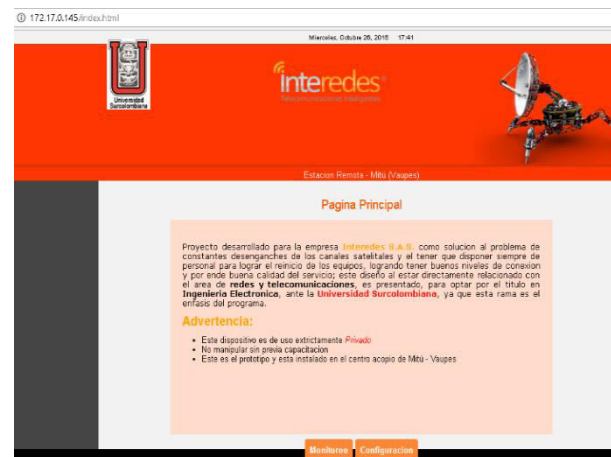 172.17.0.145/index.html
Miercoles, Octubre 26, 2016 17:41
Universidad
Surcolombiana
interedes
Telecomunicaciones Inteligentes
Estacion Remota - Mitú (Vaupes)
Pagina Principal
Proyecto desarrollado para la empresa Interedes S.A.S. como solucion al problema de
constantes desenganches de los canales satelitales y el tener que disponer siempre de
personal para lograr el reinicio de los equipos, logrando tener buenos niveles de conexion
y por ende buena calidad del servicio; este diseño al estar directamente relacionado con
el area de redes y telecomunicaciones, es presentado, para optar por el titulo en
Ingenieria Electronica, ante la Universidad Surcolombiana, ya que esta rama es el
enfasis del programa.
Advertencia:
Este dispositivo es de uso extrictamente Privado
No manipular sin previa capacitacion
Este es el prototipo y esta instalado en el centro acopio de Mitú - Vaupes
Monitoreo Configuracion